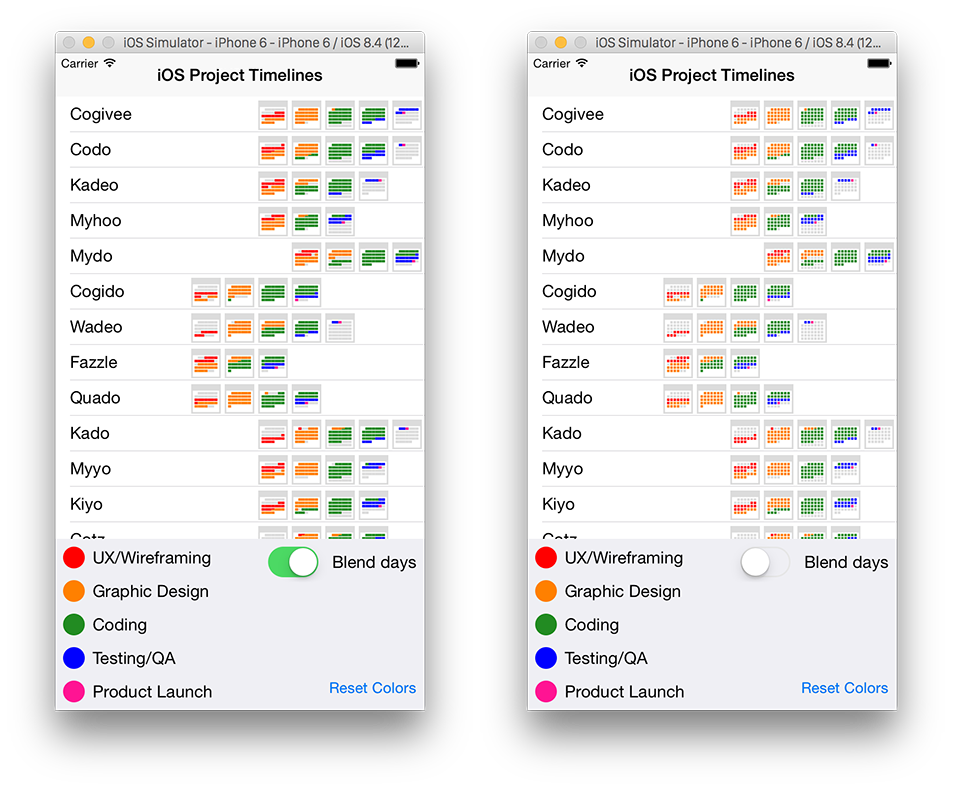 iOS Simulator - iPhone 6 - iPhone 6 / iOS 8.4 (12...
Carrier
iOS Project Timelines
Cogivee
Codo
Kadeo
Myhoo
Mydo
Cogido
Wadeo
Fazzle
Quado
Kado
Myyo
Kiyo
UX/Wireframing
Blend days
Graphic Design
Coding
Testing/QA
Product Launch
Reset Colors
iOS Simulator - iPhone 6 - iPhone 6 / iOS 8.4 (12...
Carrier
iOS Project Timelines
Cogivee
Codo
Kadeo
Myhoo
Mydo
Cogido
Wadeo
Fazzle
Quado
Kado
Myyo
Kiyo
UX/Wireframing
Blend days
Graphic Design
Coding
Testing/QA
Product Launch
Reset Colors